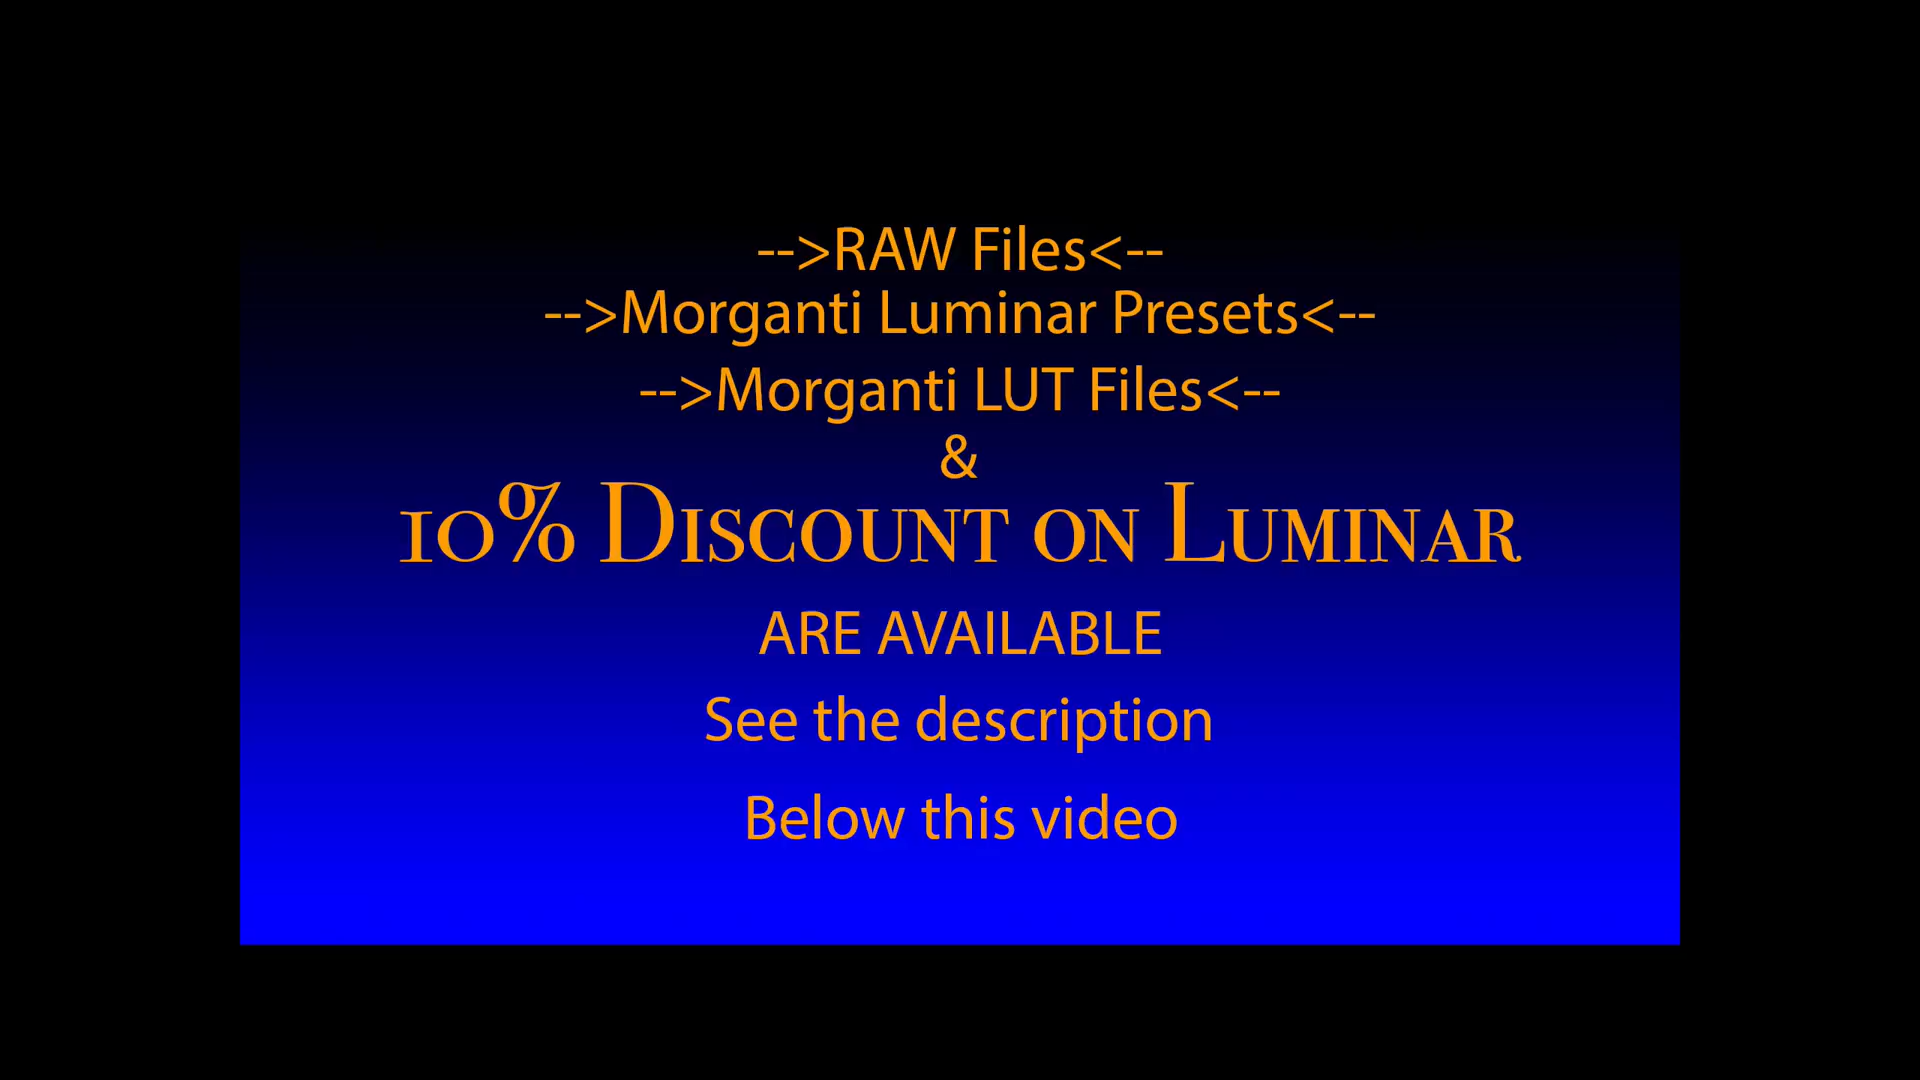 -->RAW Files<--
-->Morganti Luminar Presets<--
-->Morganti LUT Files<--
&
10% Discount on Luminar
ARE AVAILABLE
See the description
Below this video